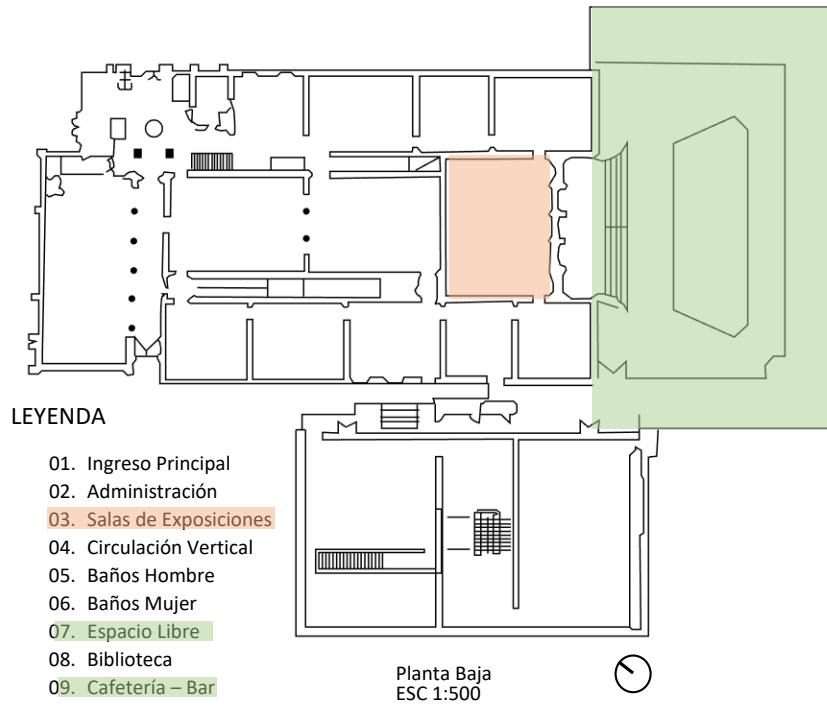 LEYENDA
01. Ingreso Principal
02. Administración
03. Salas de Exposiciones
04. Circulación Vertical
05. Baños Hombre
06. Baños Mujer
07. Espacio Libre
08. Biblioteca
09. Cafetería – Bar
Planta Baja
ESC 1:500